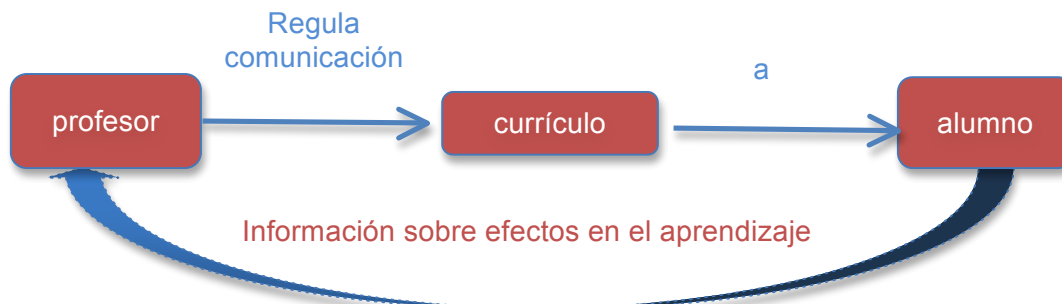 Regula
comunicación
a
profesor
currículo
alumno
Información sobre efectos en el aprendizaje